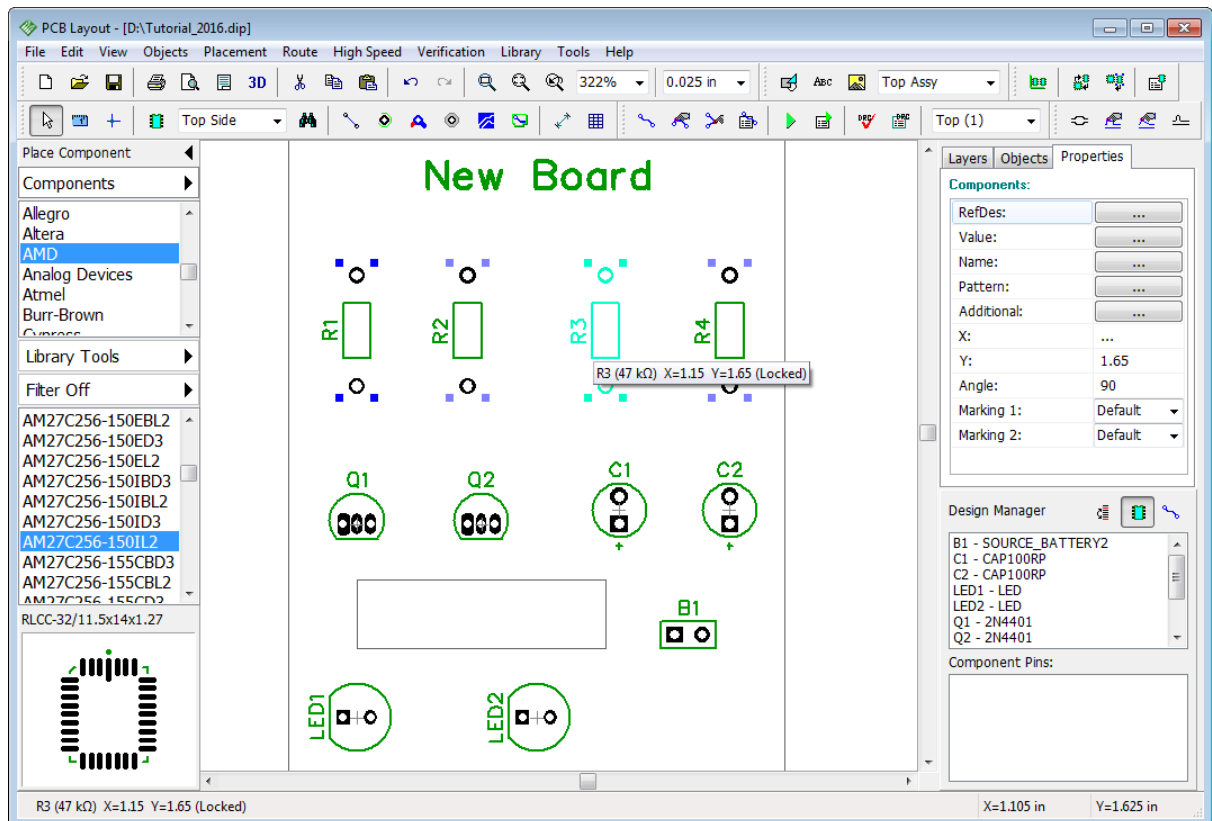 PCB Layout - [D:\Tutorial_2016.dip]
File Edit View Objects Placement Route High Speed Verification Library Tools Help
3D 322% 0.025 in ABC Top Assy
Top Side DRC DRC Top (1)
Place Component
Components
Allegro
Altera
AMD
Analog Devices
Atmel
Burr-Brown
Cypress
Library Tools
Filter Off
AM27C256-150EBL2
AM27C256-150ED3
AM27C256-150EL2
AM27C256-150IBD3
AM27C256-150IBL2
AM27C256-150ID3
AM27C256-150IL2
AM27C256-155CBD3
AM27C256-155CBL2
AM27C256-155CD3
RLCC-32/11.5x14x1.27
New Board
R1 R2 R3 R4
R3 (47 kΩ) X=1.15 Y=1.65 (Locked)
Q1 Q2 C1 C2
+ +
B1
LED1 LED2
Layers Objects Properties
Components:
RefDes: ...
Value: ...
Name: ...
Pattern: ...
Additional: ...
X: ...
Y: 1.65
Angle: 90
Marking 1: Default
Marking 2: Default
Design Manager
B1 - SOURCE_BATTERY2
C1 - CAP100RP
C2 - CAP100RP
LED1 - LED
LED2 - LED
Q1 - 2N4401
Q2 - 2N4401
Component Pins:
R3 (47 kΩ) X=1.15 Y=1.65 (Locked) X=1.105 in Y=1.625 in